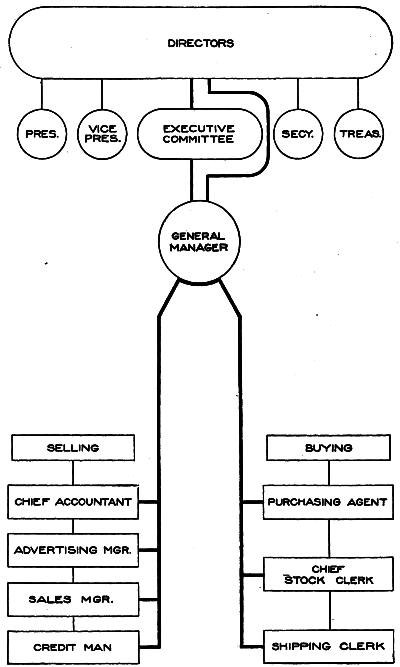 DIRECTORS
PRES.
VICE
PRES.
EXECUTIVE
COMMITTEE
SECY.
TREAS.
GENERAL
MANAGER
SELLING
CHIEF ACCOUNTANT
ADVERTISING MGR.
SALES MGR.
CREDIT MAN
BUYING
PURCHASING AGENT
CHIEF
STOCK CLERK
SHIPPING CLERK